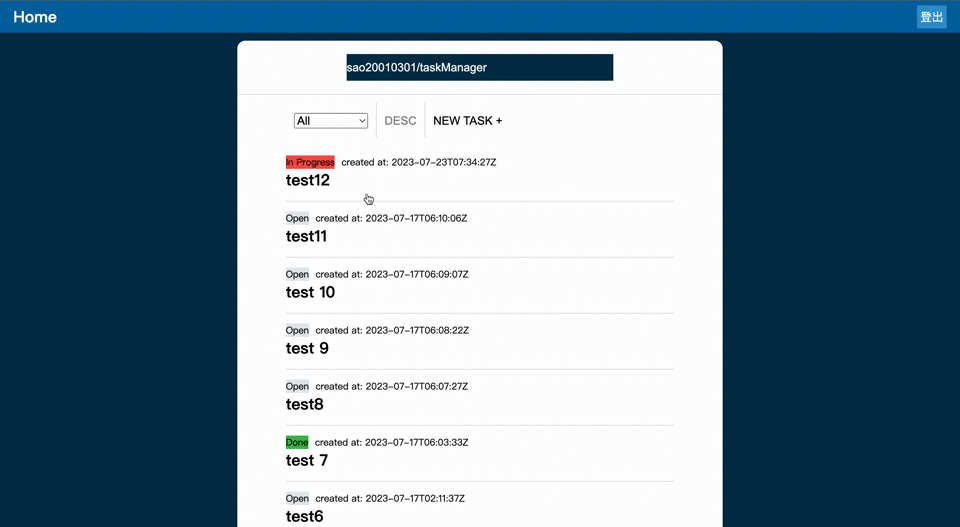 Home
登出
sao20010301/taskManager
All DESC NEW TASK +
In Progress created at: 2023-07-23T07:34:27Z
test12
Open created at: 2023-07-17T06:10:06Z
test11
Open created at: 2023-07-17T06:09:07Z
test 10
Open created at: 2023-07-17T06:08:22Z
test 9
Open created at: 2023-07-17T06:07:27Z
test8
Done created at: 2023-07-17T06:03:33Z
test 7
Open created at: 2023-07-17T02:11:37Z
test6